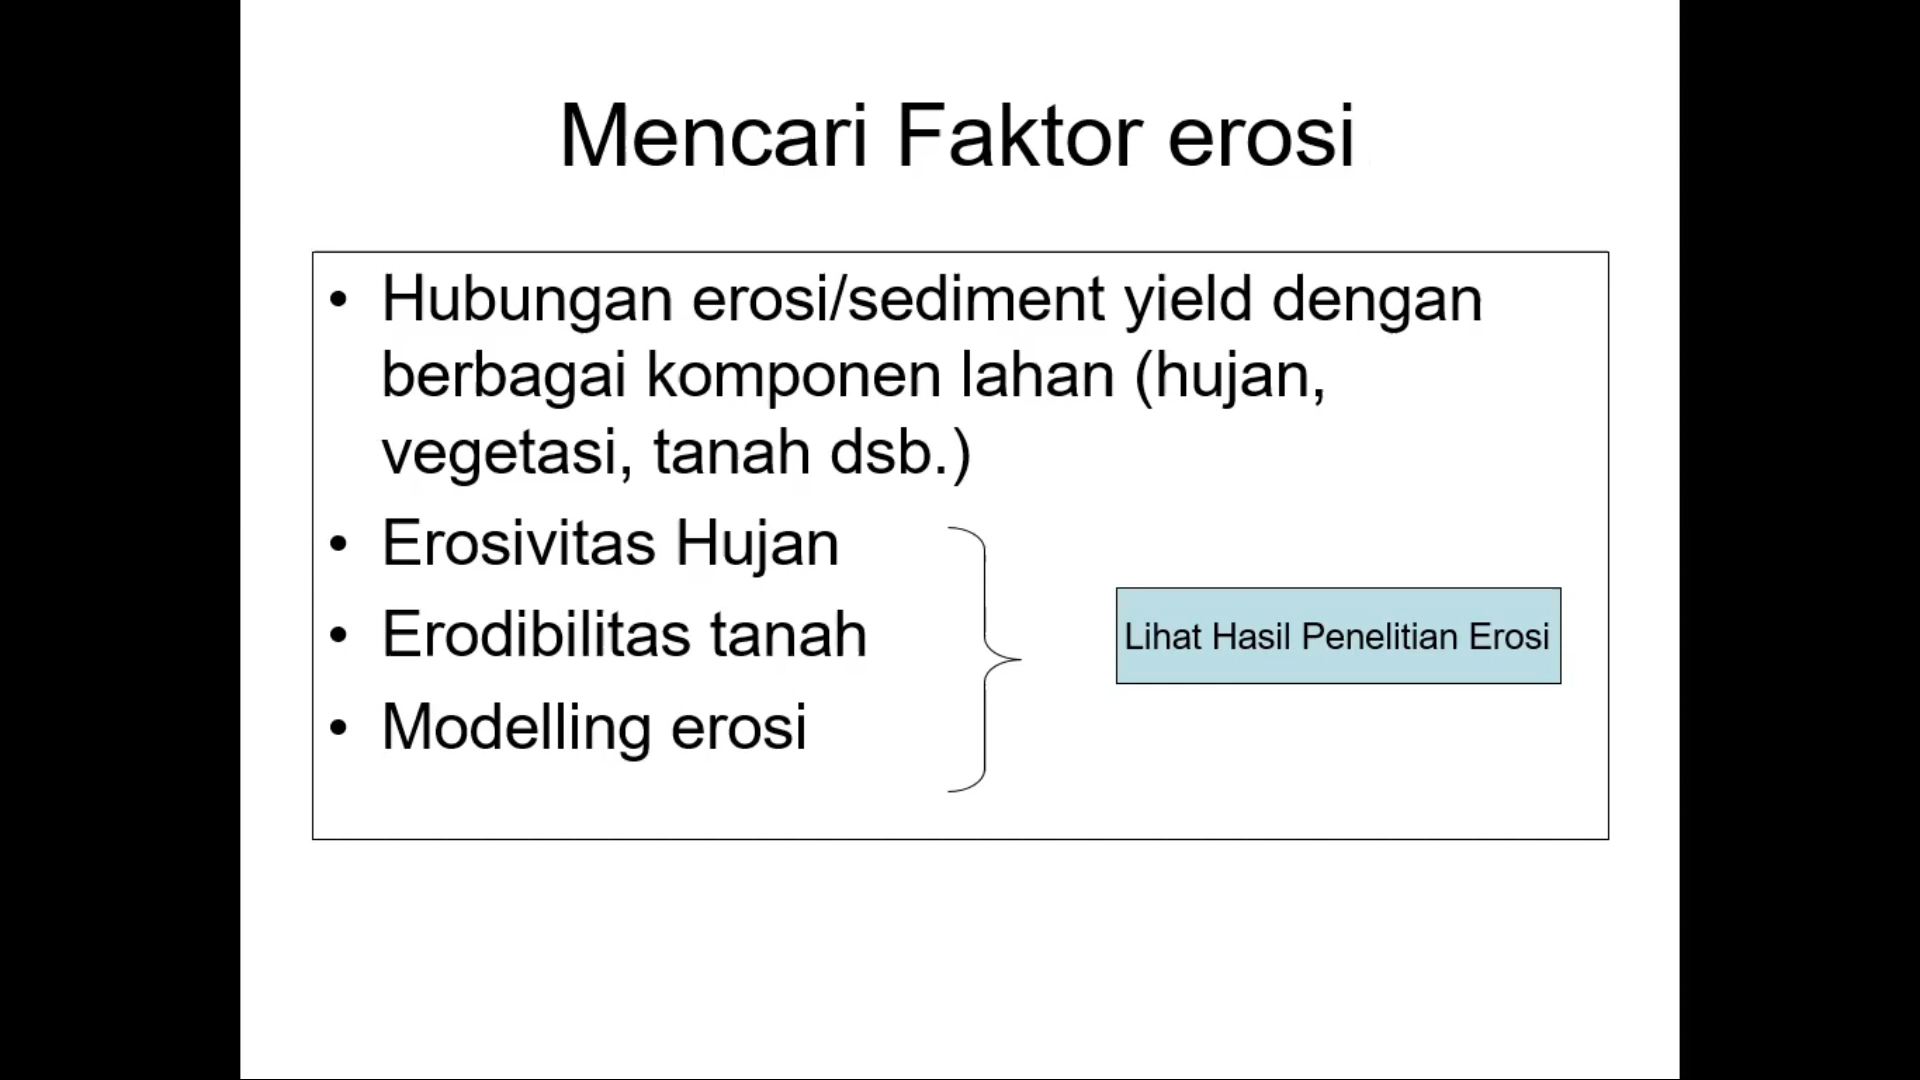 Mencari Faktor erosi
• Hubungan erosi/sediment yield dengan
berbagai komponen lahan (hujan,
vegetasi, tanah dsb.)
• Erosivitas Hujan
• Erodibilitas tanah
• Modelling erosi
Lihat Hasil Penelitian Erosi